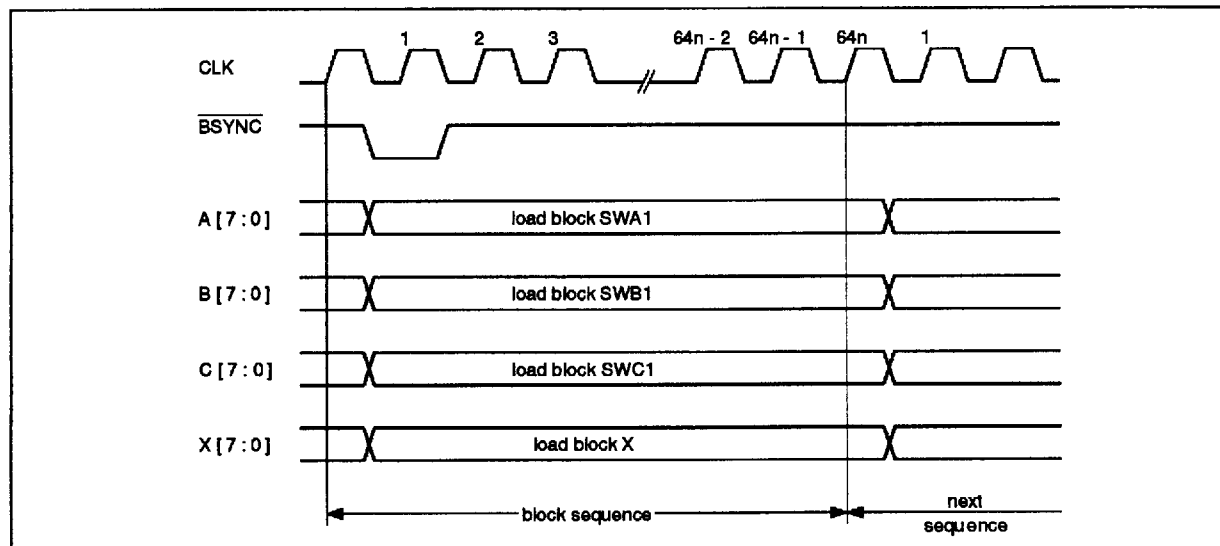 1 2 3 64n - 2 64n - 1 64n 1
CLK
BSYNC
A [ 7 : 0 ] load block SWA1
B [ 7 : 0 ] load block SWB1
C [ 7 : 0 ] load block SWC1
X [ 7 : 0 ] load block X
block sequence next
sequence